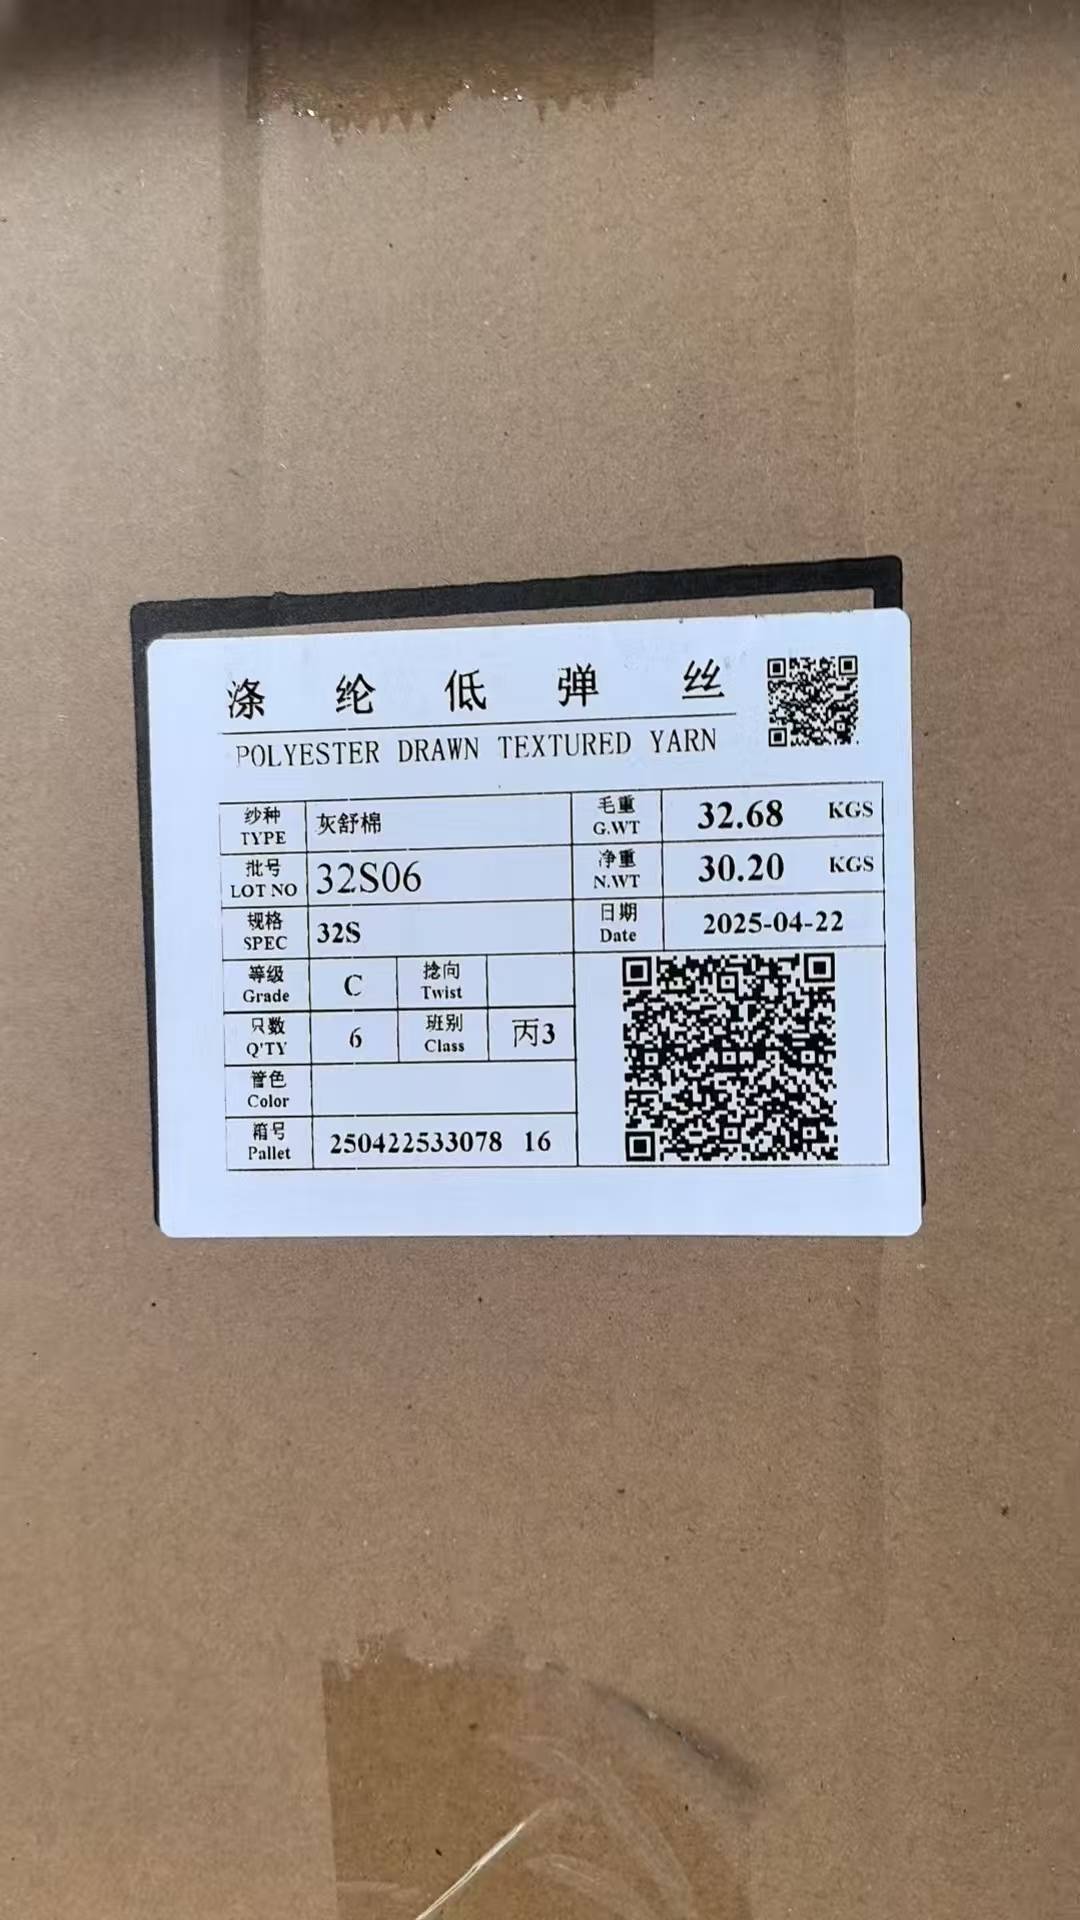 涤纶低弹丝
POLYESTER DRAWN TEXTURED YARN
纱种 TYPE 灰舒棉 毛重 G.WT 32.68 KGS
批号 LOT NO 32S06 净重 N.WT 30.20 KGS
规格 SPEC 32S 日期 Date 2025-04-22
等级 Grade C 捻向 Twist
只数 Q'TY 6 班别 Class 丙3
管色 Color
箱号 Pallet 250422533078 16